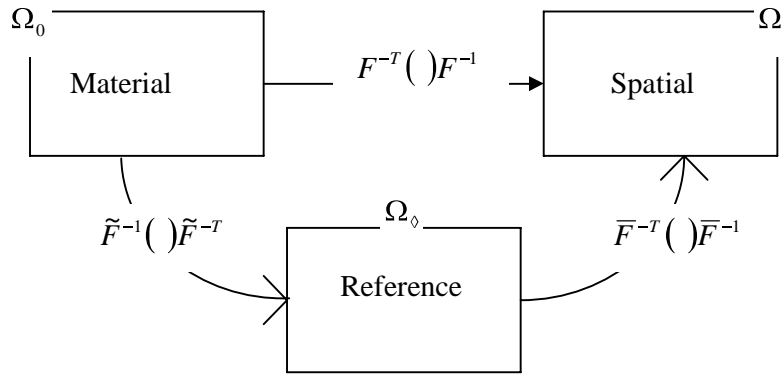 Ω₀
Ω
Material
F⁻ᵀ( )F⁻¹
Spatial
F̃⁻¹( )F̃⁻ᵀ
Ω◊
F̄⁻ᵀ( )F̄⁻¹
Reference